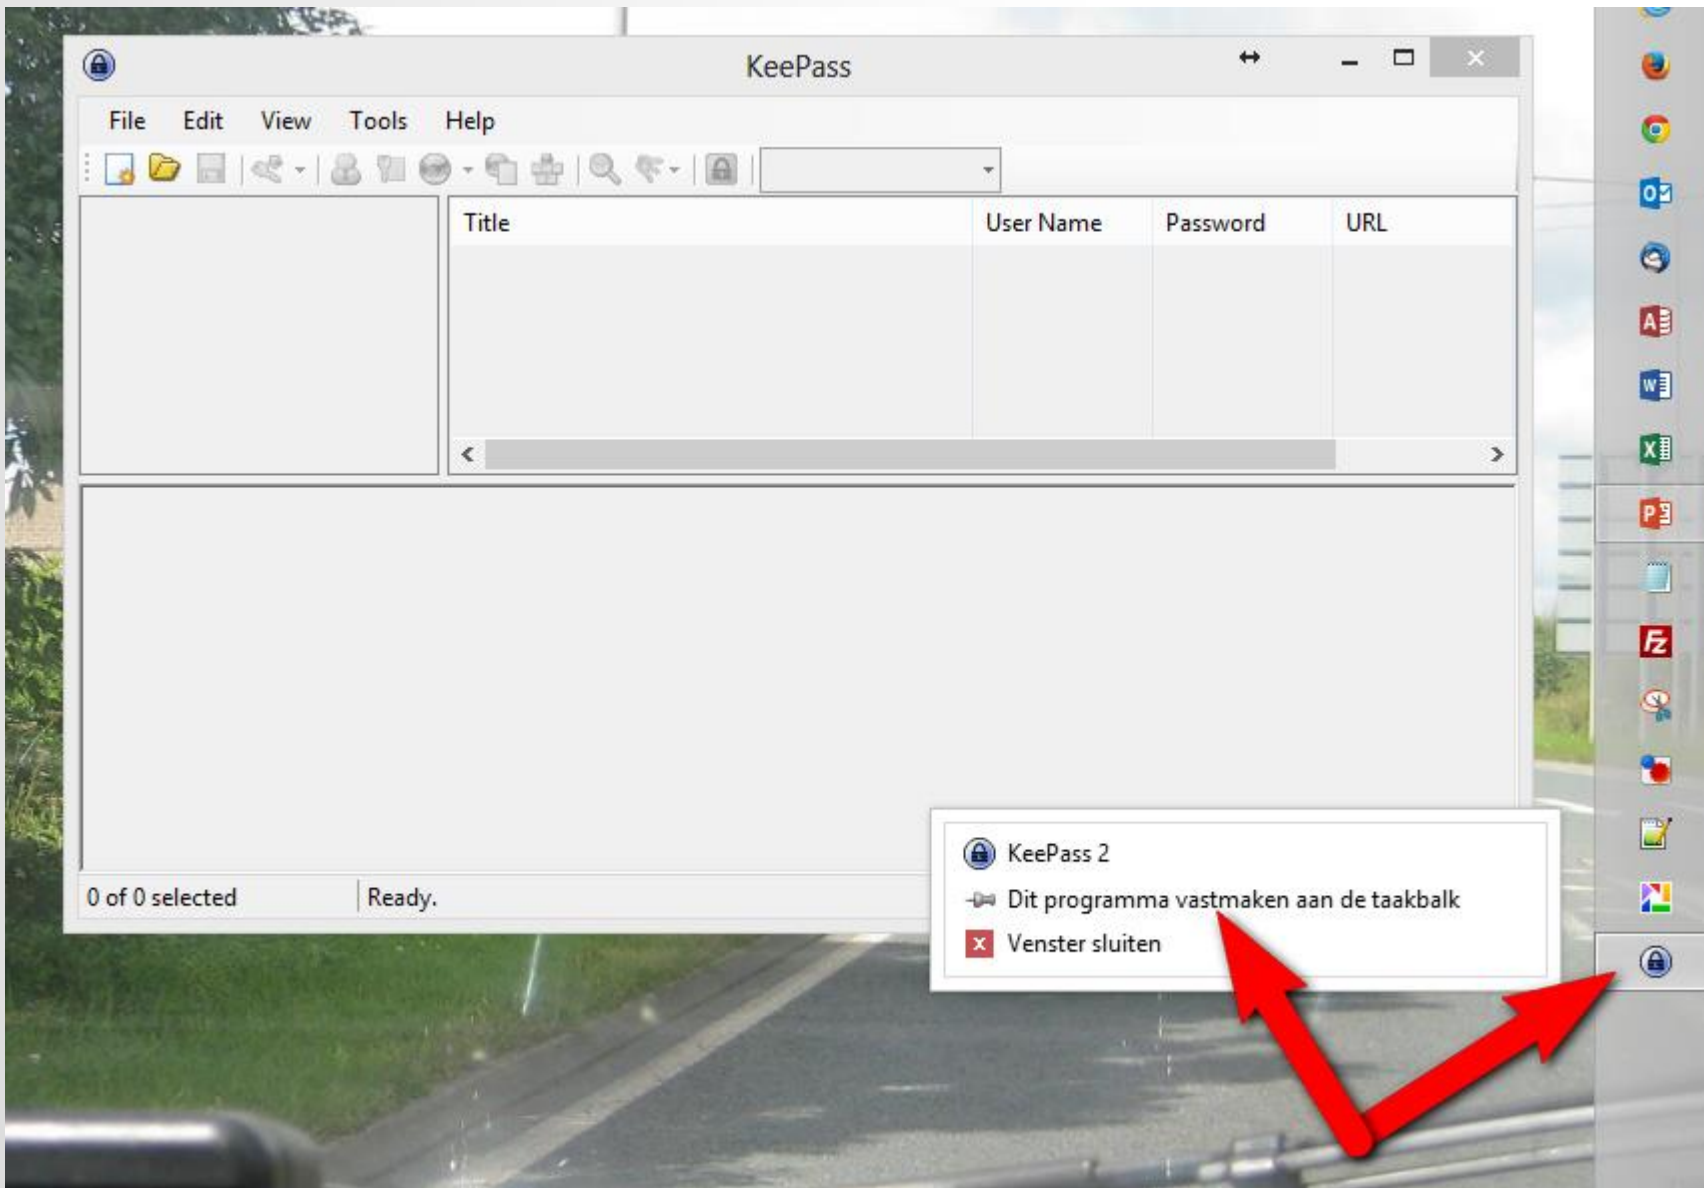 KeePass
File Edit View Tools Help
Title User Name Password URL
0 of 0 selected Ready.
KeePass 2
Dit programma vastmaken aan de taakbalk
Venster sluiten